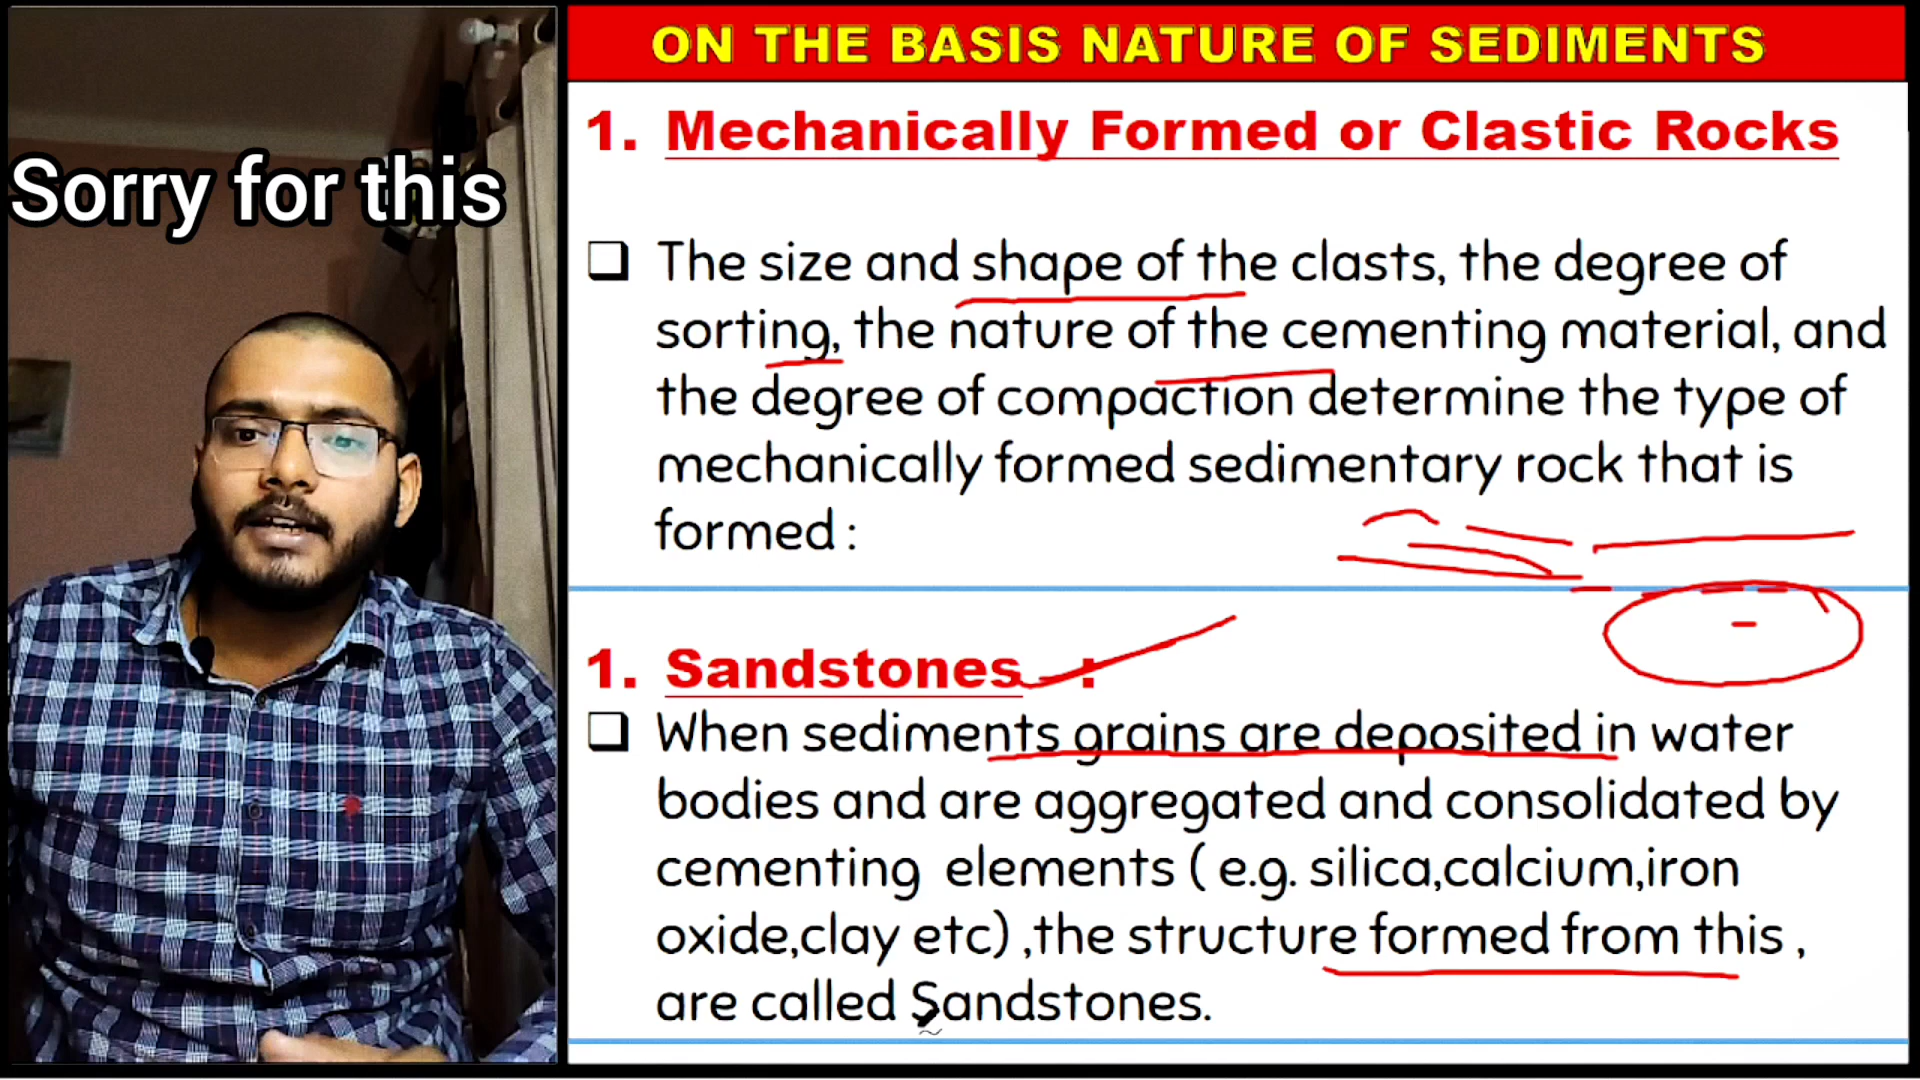 ON THE BASIS NATURE OF SEDIMENTS
1. Mechanically Formed or Clastic Rocks
Sorry for this
❑ The size and shape of the clasts, the degree of
sorting, the nature of the cementing material, and
the degree of compaction determine the type of
mechanically formed sedimentary rock that is
formed :
1. Sandstones - :
❑ When sediments grains are deposited in water
bodies and are aggregated and consolidated by
cementing elements ( e.g. silica,calcium,iron
oxide,clay etc) ,the structure formed from this ,
are called Sandstones.